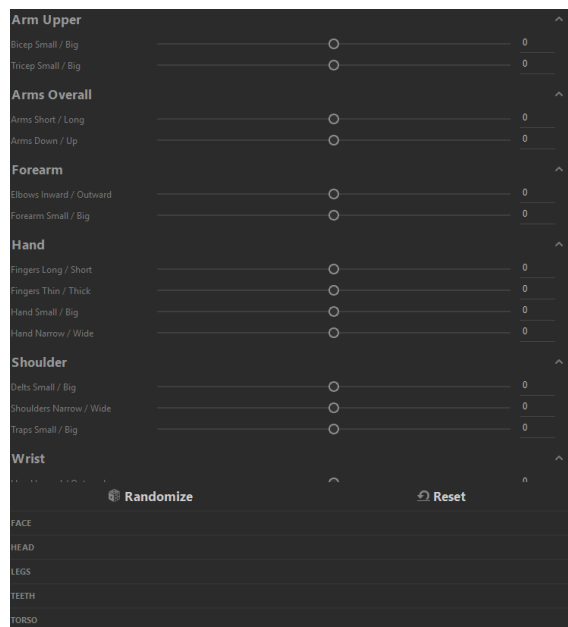 Arm Upper
Bicep Small / Big 0
Tricep Small / Big 0
Arms Overall
Arms Short / Long 0
Arms Down / Up 0
Forearm
Elbows Inward / Outward 0
Forearm Small / Big 0
Hand
Fingers Long / Short 0
Fingers Thin / Thick 0
Hand Small / Big 0
Hand Narrow / Wide 0
Shoulder
Delts Small / Big 0
Shoulders Narrow / Wide 0
Traps Small / Big 0
Wrist
Randomize Reset
FACE
HEAD
LEGS
TEETH
TORSO